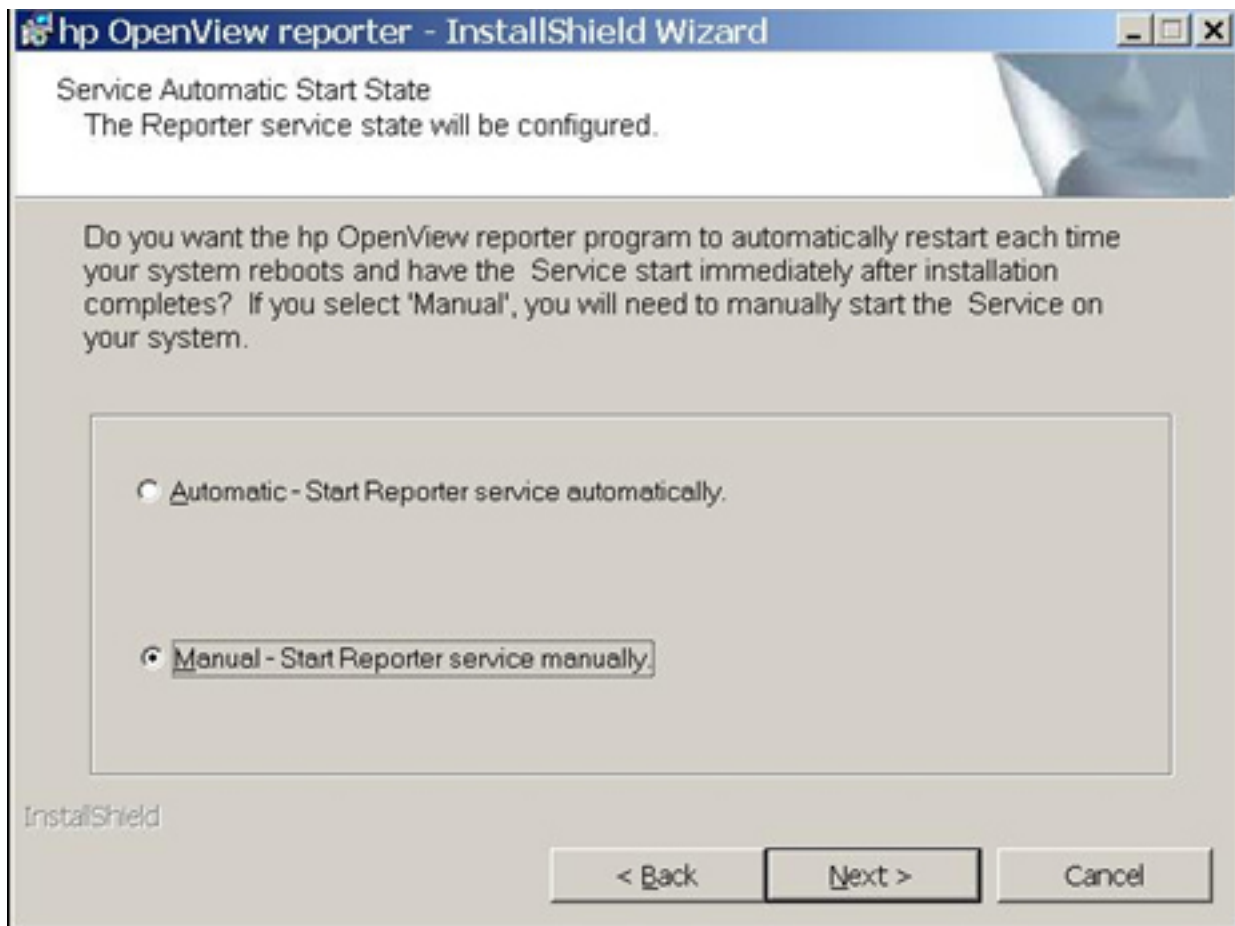 hp OpenView reporter - InstallShield Wizard
Service Automatic Start State
The Reporter service state will be configured.
Do you want the hp OpenView reporter program to automatically restart each time
your system reboots and have the  Service start immediately after installation
completes?  If you select 'Manual', you will need to manually start the  Service on
your system.
Automatic - Start Reporter service automatically.
Manual - Start Reporter service manually.
InstallShield
< Back
Next >
Cancel